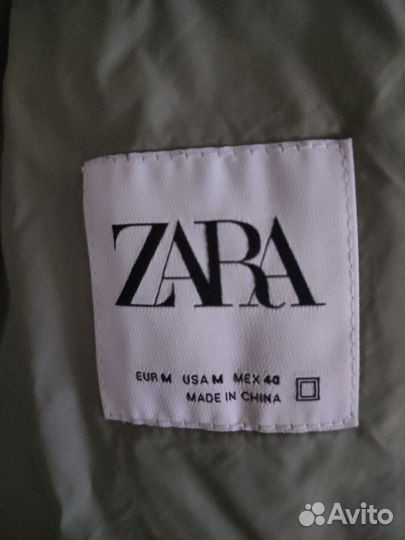 ZARA
EUR M USA M MEX 40
MADE IN CHINA
Avito